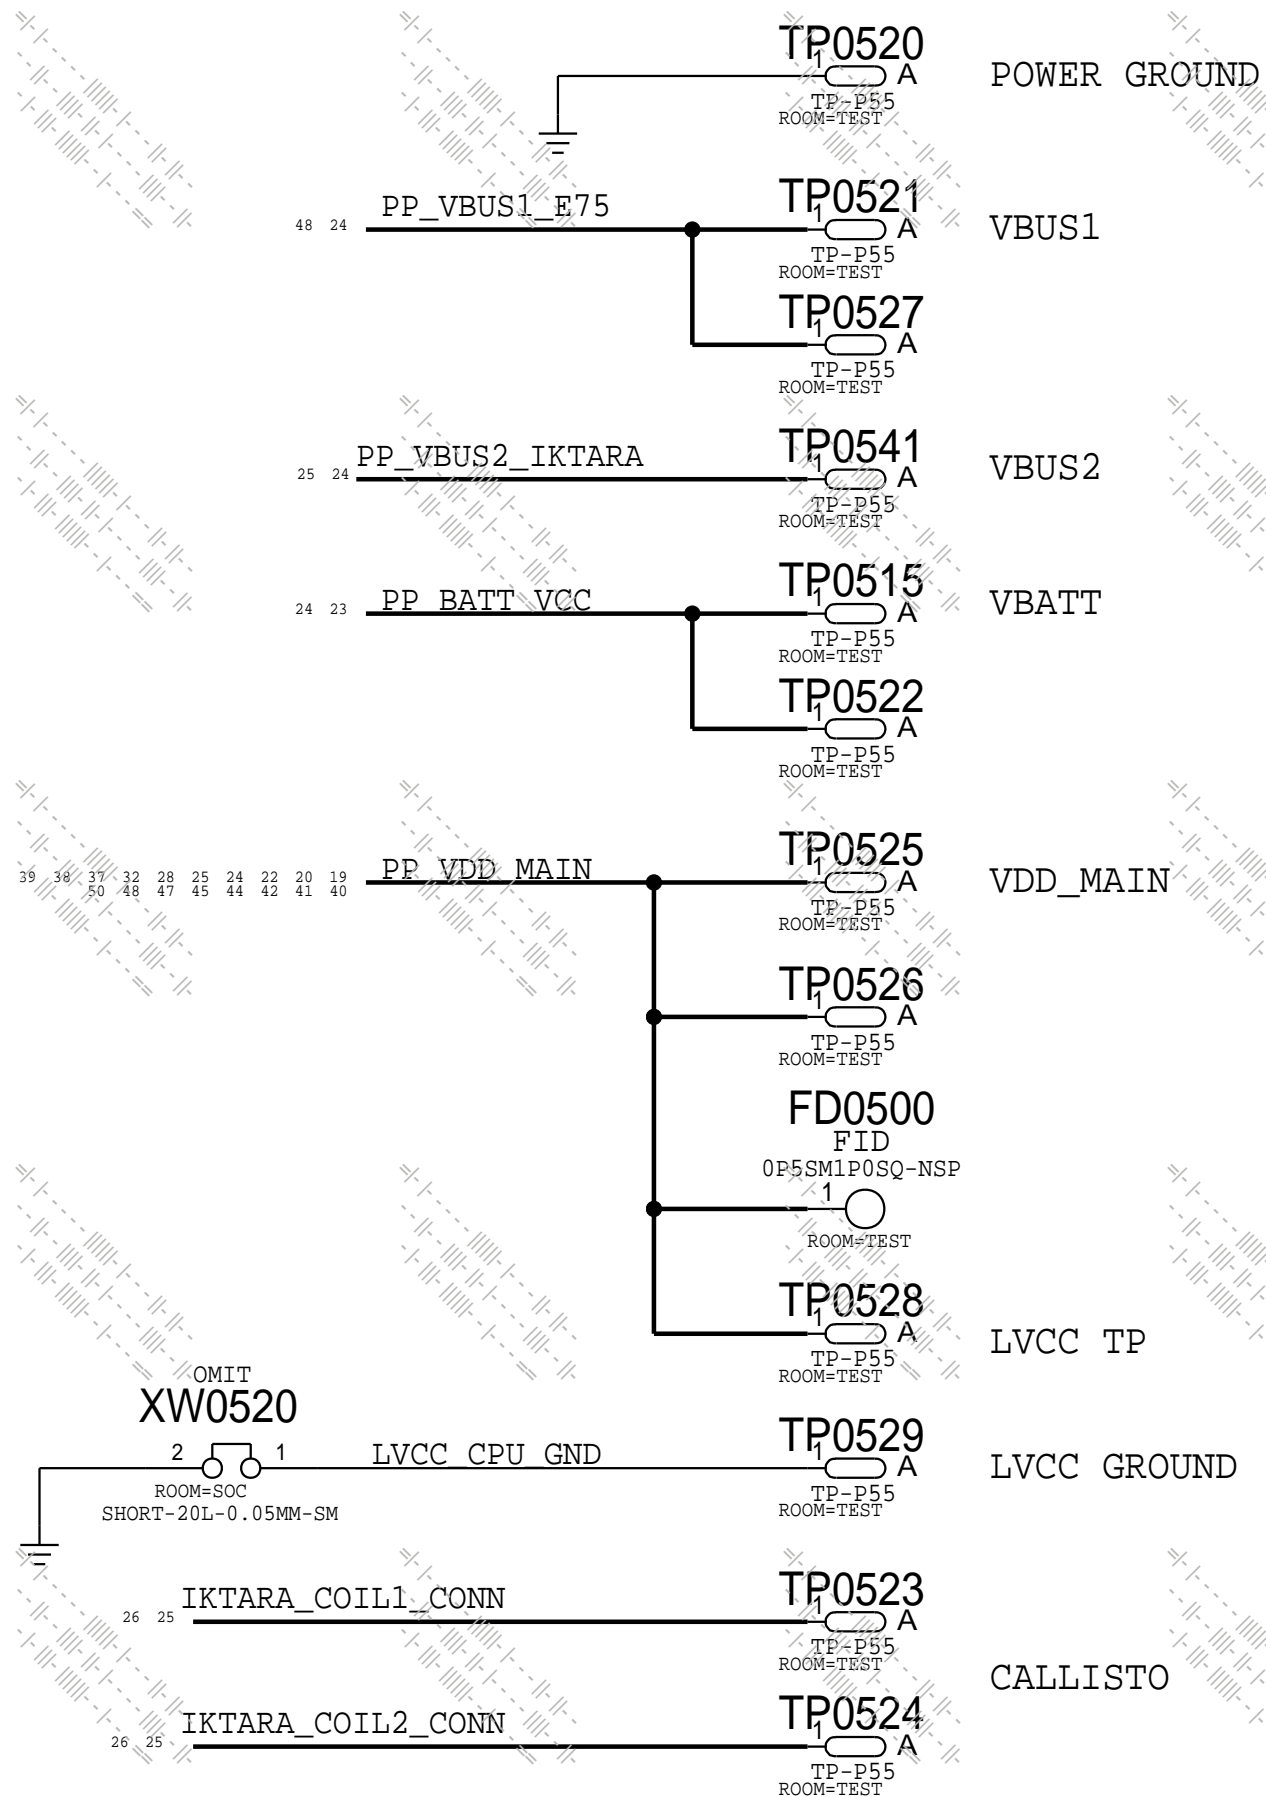 TP0520
1 A POWER GROUND
TP-P55
ROOM=TEST
TP0521
48 24 PP_VBUS1_E75 1 A VBUS1
TP-P55
ROOM=TEST
TP0527
1 A
TP-P55
ROOM=TEST
TP0541
25 24 PP_VBUS2_IKTARA 1 A VBUS2
TP-P55
ROOM=TEST
TP0515
24 23 PP_BATT_VCC 1 A VBATT
TP-P55
ROOM=TEST
TP0522
1 A
TP-P55
ROOM=TEST
TP0525
39 38 37 32 28 25 24 22 20 19 PP_VDD_MAIN 1 A VDD_MAIN
50 48 47 45 44 42 41 40
TP-P55
ROOM=TEST
TP0526
1 A
TP-P55
ROOM=TEST
FD0500
FID
0P5SM1P0SQ-NSP
1
ROOM=TEST
TP0528
1 A LVCC TP
TP-P55
ROOM=TEST
OMIT
XW0520
TP0529
2 1 LVCC_CPU_GND 1 A LVCC GROUND
ROOM=SOC
SHORT-20L-0.05MM-SM
TP-P55
ROOM=TEST
TP0523
26 25 IKTARA_COIL1_CONN 1 A
TP-P55
ROOM=TEST
CALLISTO
TP0524
26 25 IKTARA_COIL2_CONN 1 A
TP-P55
ROOM=TEST